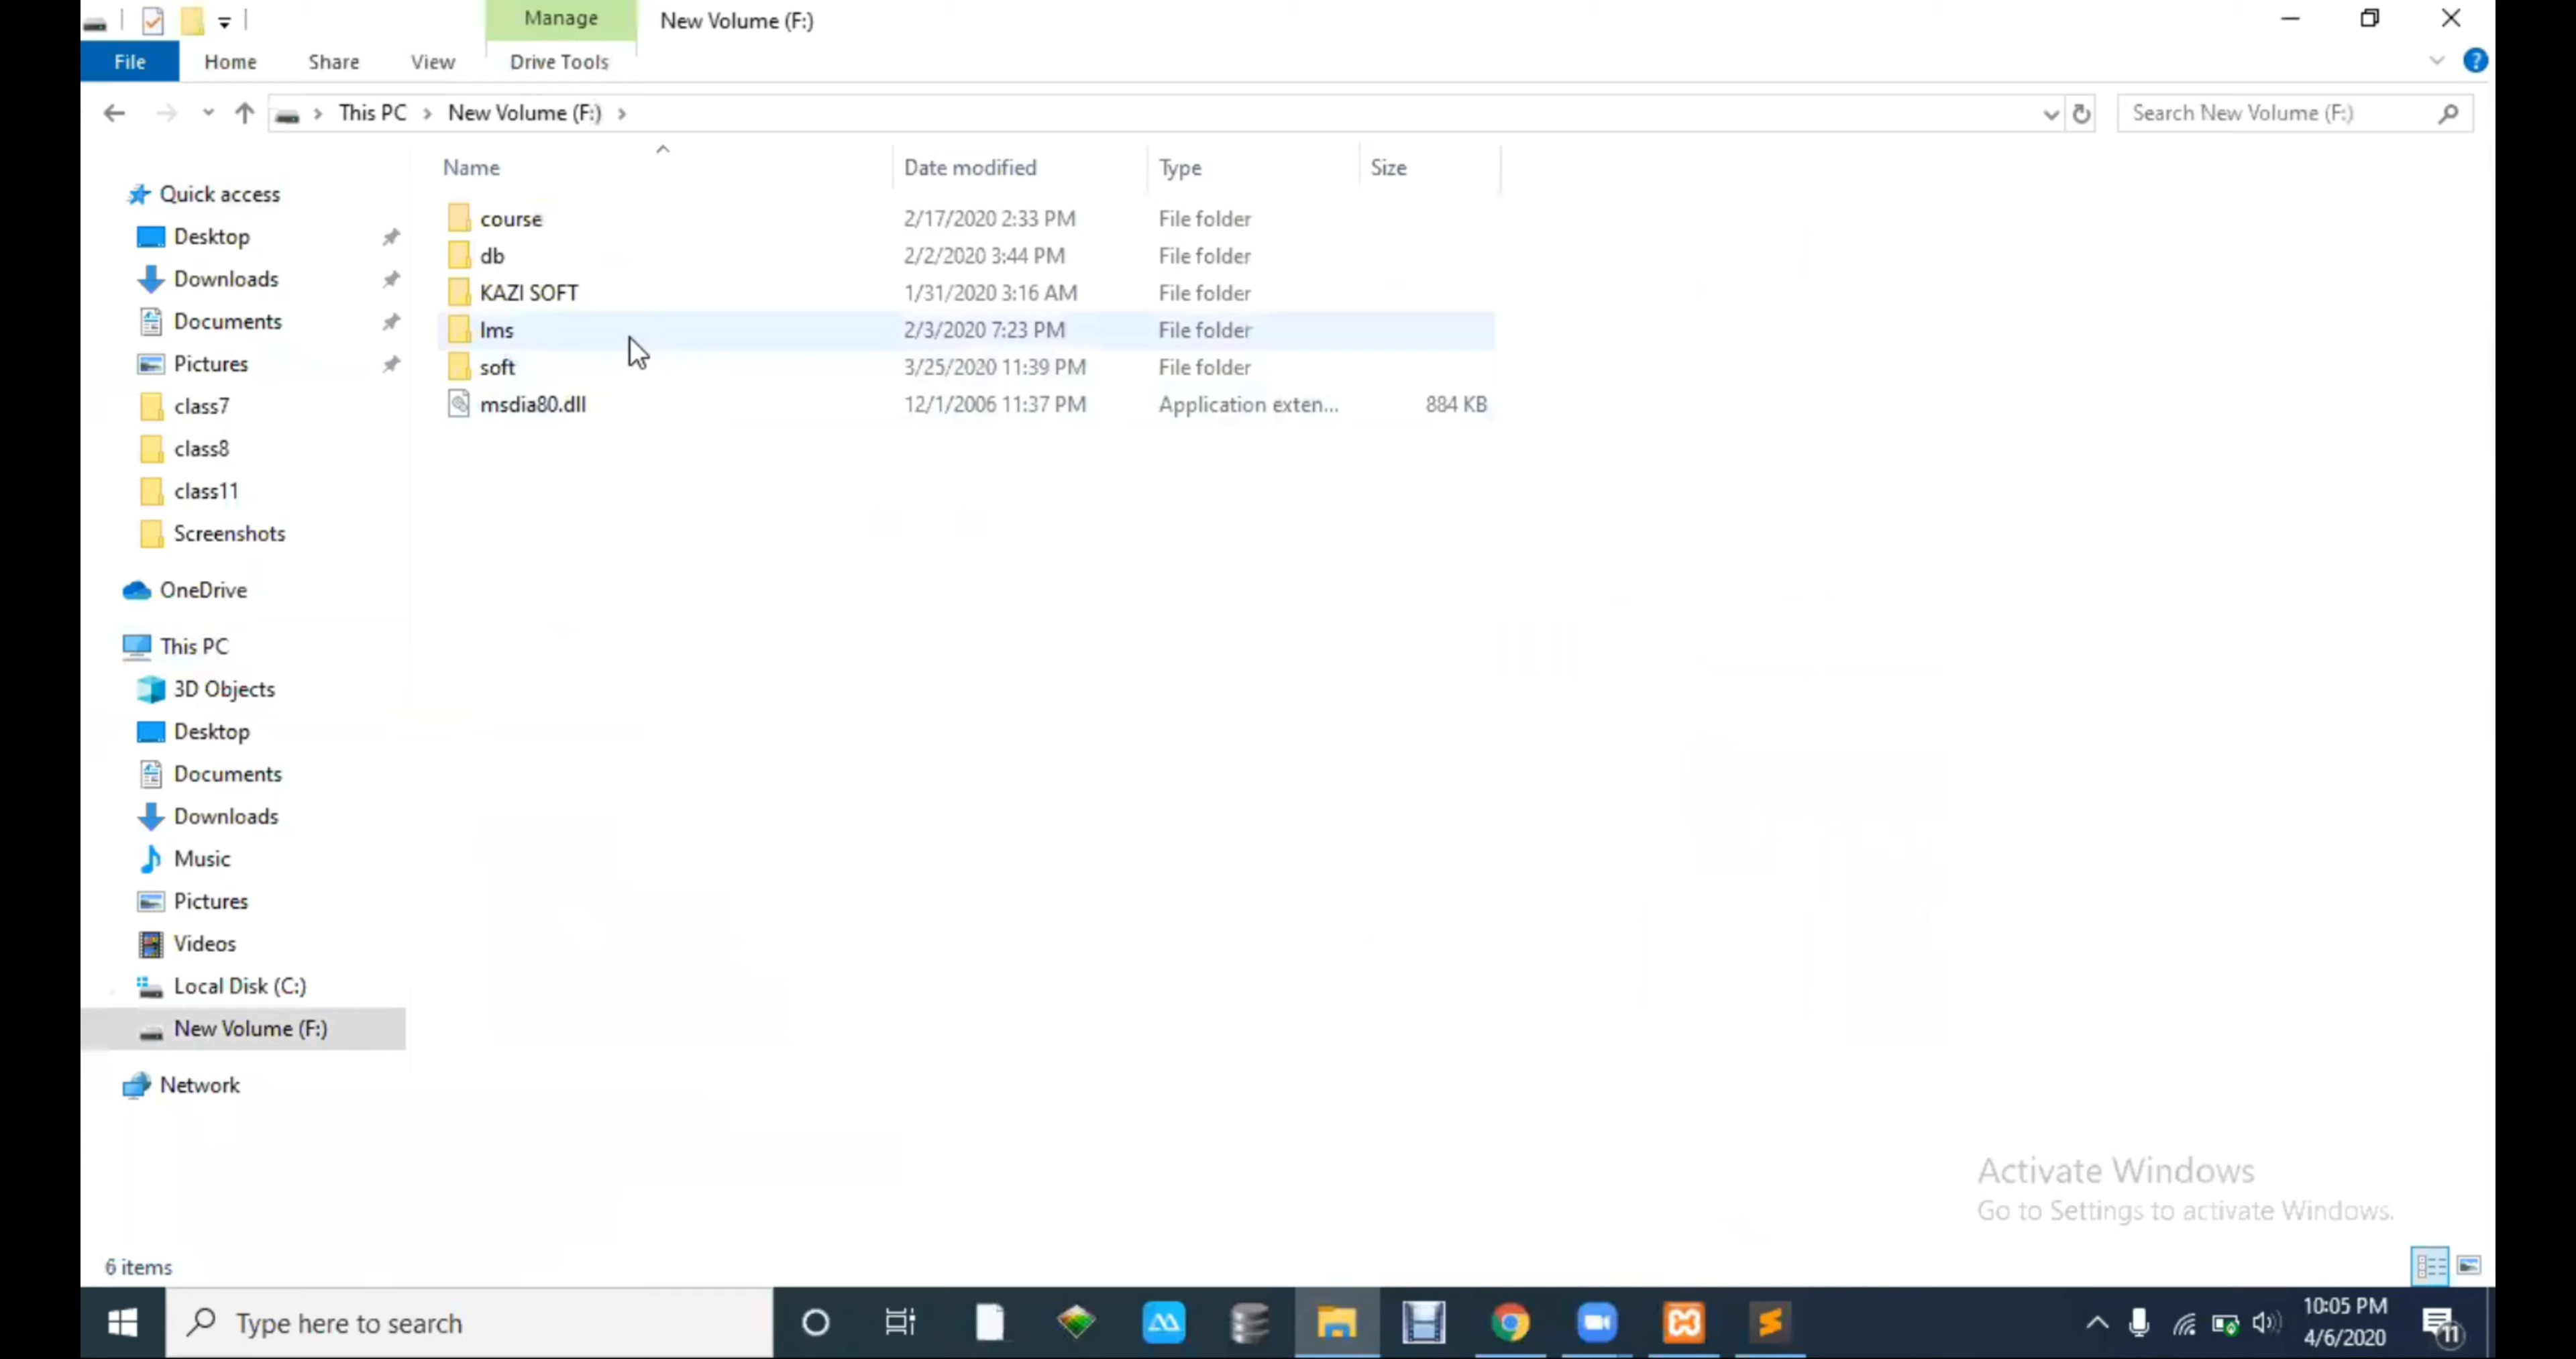 Manage
New Volume (F:)
File Home Share View Drive Tools
This PC New Volume (F:)
Search New Volume (F:)
Name Date modified Type Size
Quick access
Desktop
Downloads
Documents
Pictures
class7
class8
class11
Screenshots
OneDrive
This PC
3D Objects
Desktop
Documents
Downloads
Music
Pictures
Videos
Local Disk (C:)
New Volume (F:)
Network
course 2/17/2020 2:33 PM File folder
db 2/2/2020 3:44 PM File folder
KAZI SOFT 1/31/2020 3:16 AM File folder
lms 2/3/2020 7:23 PM File folder
soft 3/25/2020 11:39 PM File folder
msdia80.dll 12/1/2006 11:37 PM Application exten... 884 KB
Activate Windows
Go to Settings to activate Windows.
6 items
Type here to search
10:05 PM
4/6/2020
11